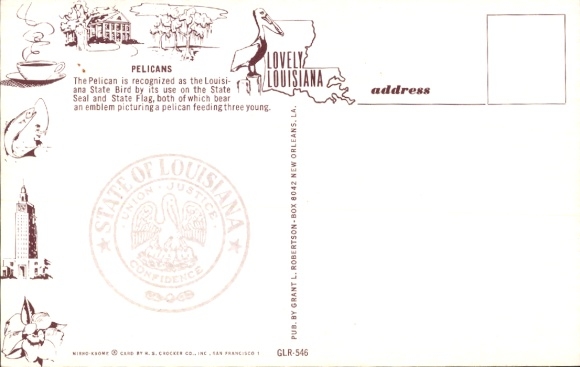 PELICANS
The Pelican is recognized as the Louisi-
ana State Bird by its use on the State
Seal and State Flag, both of which bear
an emblem picturing a pelican feeding three young.
LOVELY
LOUISIANA
address
STATE OF LOUISIANA
UNION · JUSTICE
CONFIDENCE
PUB. BY GRANT L. ROBERTSON-BOX 8042 NEW ORLEANS, LA.
MIRRO-KROME ® CARD BY H. S. CROCKER CO., INC., SAN FRANCISCO 1
GLR-546